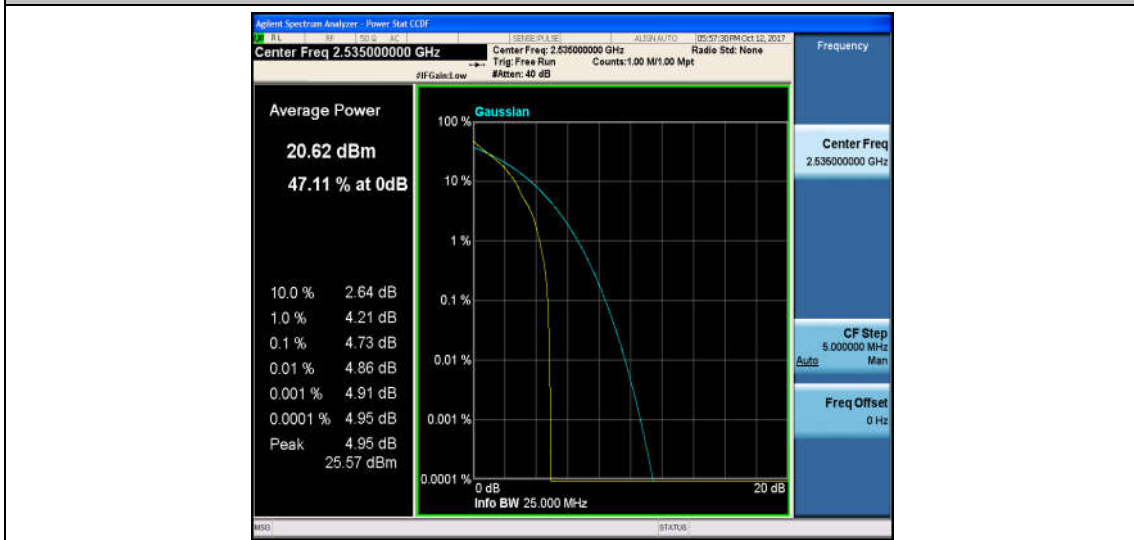 Agilent Spectrum Analyzer - Power Stat CCDF
RL RF 50 Ω AC SENSE:PULSE ALIGN AUTO 05:57:30 PM Oct 12, 2017
Center Freq 2.535000000 GHz
Center Freq: 2.535000000 GHz Radio Std: None
Trig: Free Run Counts:1.00 M/1.00 Mpt
#IFGain:Low #Atten: 40 dB
Frequency
Average Power
20.62 dBm
47.11 % at 0dB
10.0 % 2.64 dB
1.0 % 4.21 dB
0.1 % 4.73 dB
0.01 % 4.86 dB
0.001 % 4.91 dB
0.0001 % 4.95 dB
Peak 4.95 dB
25.57 dBm
Gaussian
100 %
10 %
1 %
0.1 %
0.01 %
0.001 %
0.0001 %
0 dB 20 dB
Info BW 25.000 MHz
Center Freq
2.535000000 GHz
CF Step
5.000000 MHz
Auto Man
Freq Offset
0 Hz
MSG STATUS